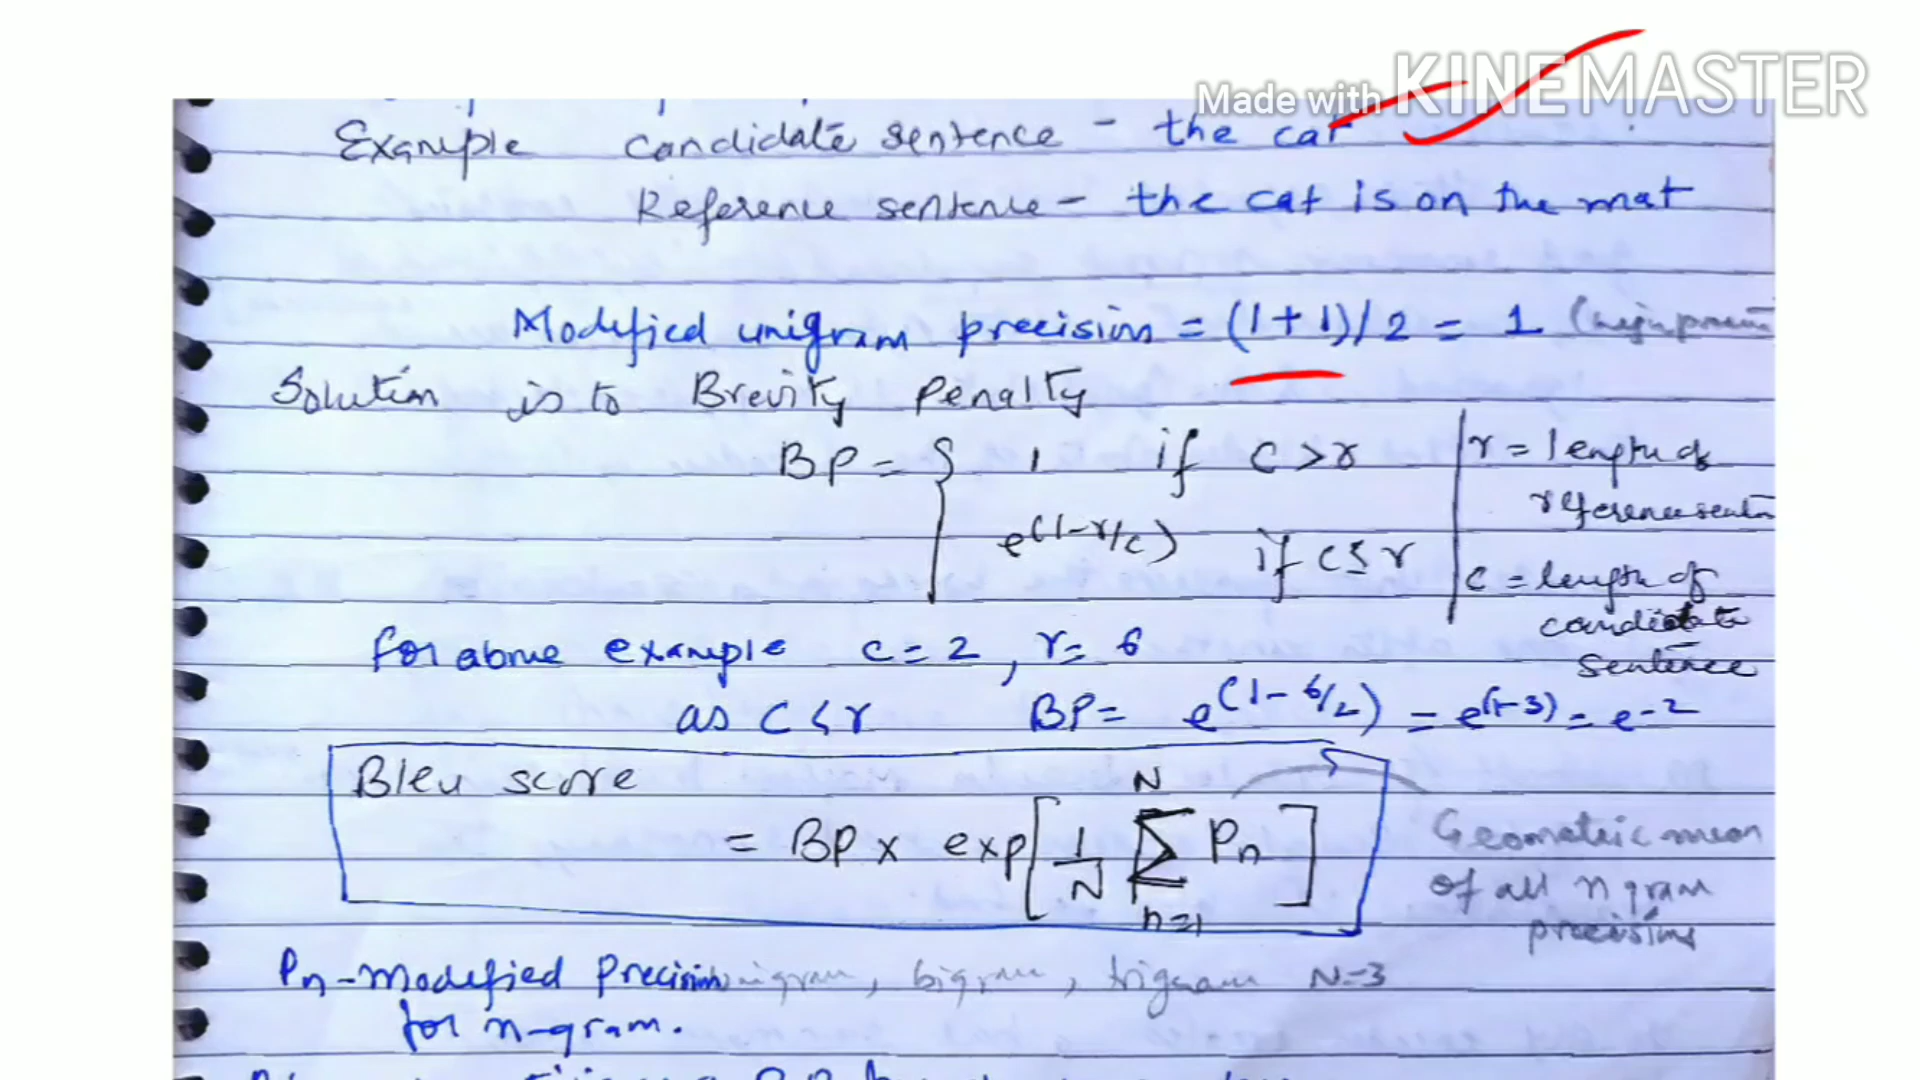 Made with KINEMASTER
Example candidate sentence - the cat
Reference sentence - the cat is on the mat
Modified unigram precision = (1+1)/2 = 1
Solution is to Brevity Penalty
BP = { 1 if c > r
e^(1-r/c) if c ≤ r
r = length of
reference
c = length of
candidate
sentence
for above example c = 2, r = 6
as c < r BP = e^(1-6/2) = e^(1-3) = e^-2
Bleu score
= BP x exp[1/N Σ_{n=1}^{N} Pn]
Geometric mean
of all n gram
precisions
Pn - modified precision unigram, bigram, trigram N=3
for n-gram.